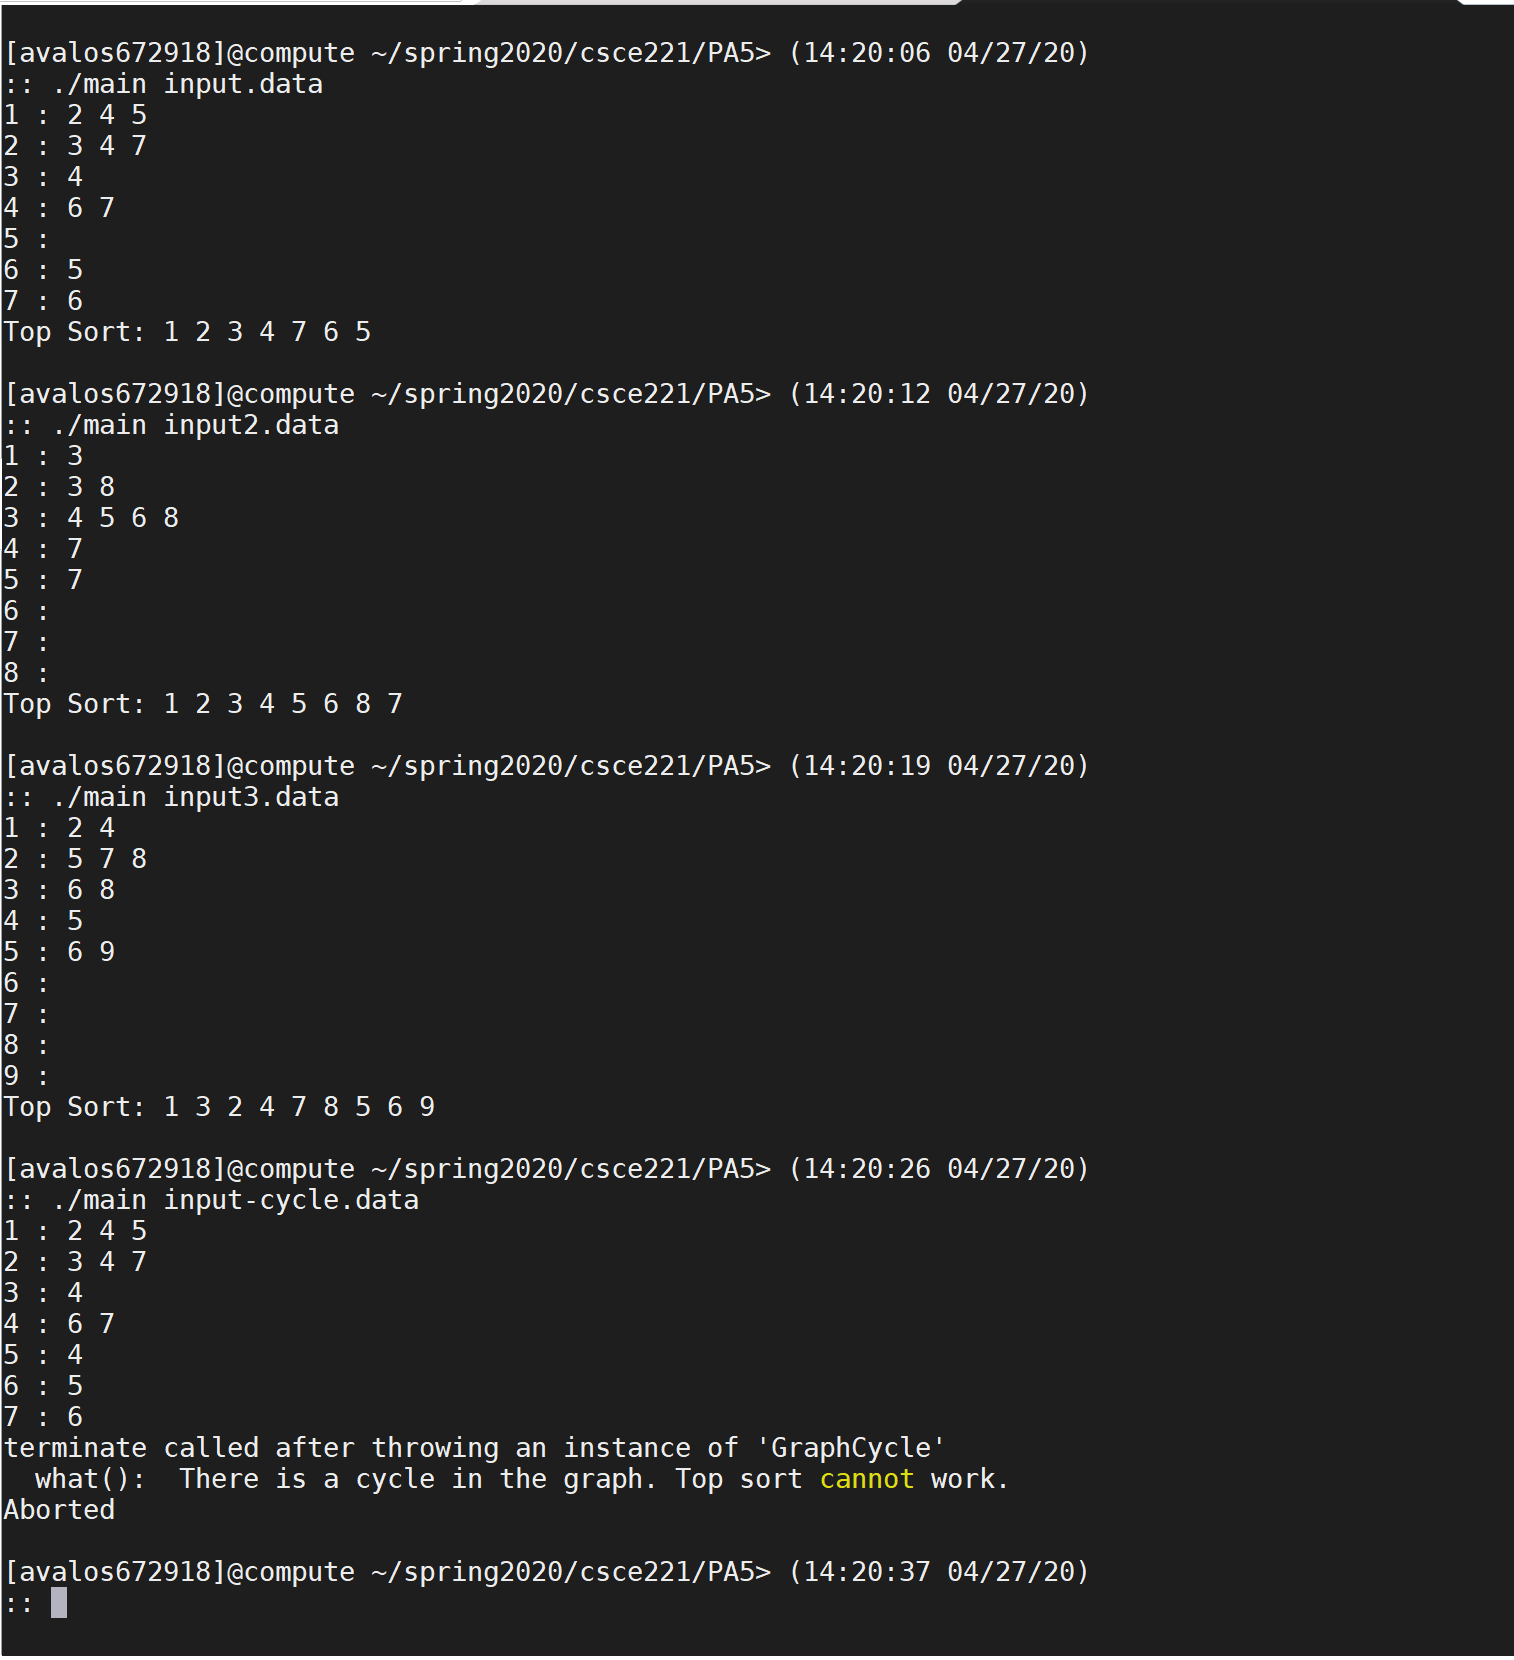 [avalos672918]@compute ~/spring2020/csce221/PA5> (14:20:06 04/27/20)
:: ./main input.data
1 : 2 4 5
2 : 3 4 7
3 : 4
4 : 6 7
5 :
6 : 5
7 : 6
Top Sort: 1 2 3 4 7 6 5
[avalos672918]@compute ~/spring2020/csce221/PA5> (14:20:12 04/27/20)
:: ./main input2.data
1 : 3
2 : 3 8
3 : 4 5 6 8
4 : 7
5 : 7
6 :
7 :
8 :
Top Sort: 1 2 3 4 5 6 8 7
[avalos672918]@compute ~/spring2020/csce221/PA5> (14:20:19 04/27/20)
:: ./main input3.data
1 : 2 4
2 : 5 7 8
3 : 6 8
4 : 5
5 : 6 9
6 :
7 :
8 :
9 :
Top Sort: 1 3 2 4 7 8 5 6 9
[avalos672918]@compute ~/spring2020/csce221/PA5> (14:20:26 04/27/20)
:: ./main input-cycle.data
1 : 2 4 5
2 : 3 4 7
3 : 4
4 : 6 7
5 : 4
6 : 5
7 : 6
terminate called after throwing an instance of 'GraphCycle'
  what():  There is a cycle in the graph. Top sort cannot work.
Aborted
[avalos672918]@compute ~/spring2020/csce221/PA5> (14:20:37 04/27/20)
::